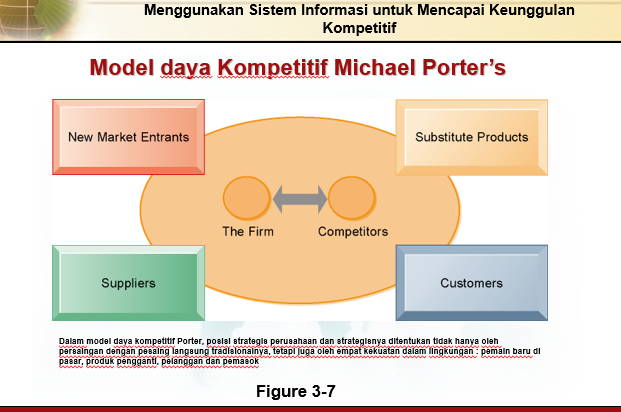 Menggunakan Sistem Informasi untuk Mencapai Keunggulan
Kompetitif
Model daya Kompetitif Michael Porter's
New Market Entrants
Substitute Products
The Firm
Competitors
Suppliers
Customers
Dalam model daya kompetitif Porter, posisi strategis perusahaan dan strategisnya ditentukan tidak hanya oleh
persaingan dengan pesaing langsung tradisionalnya, tetapi juga oleh empat kekuatan dalam lingkungan : pemain baru di
pasar, produk pengganti, pelanggan dan pemasok
Figure 3-7